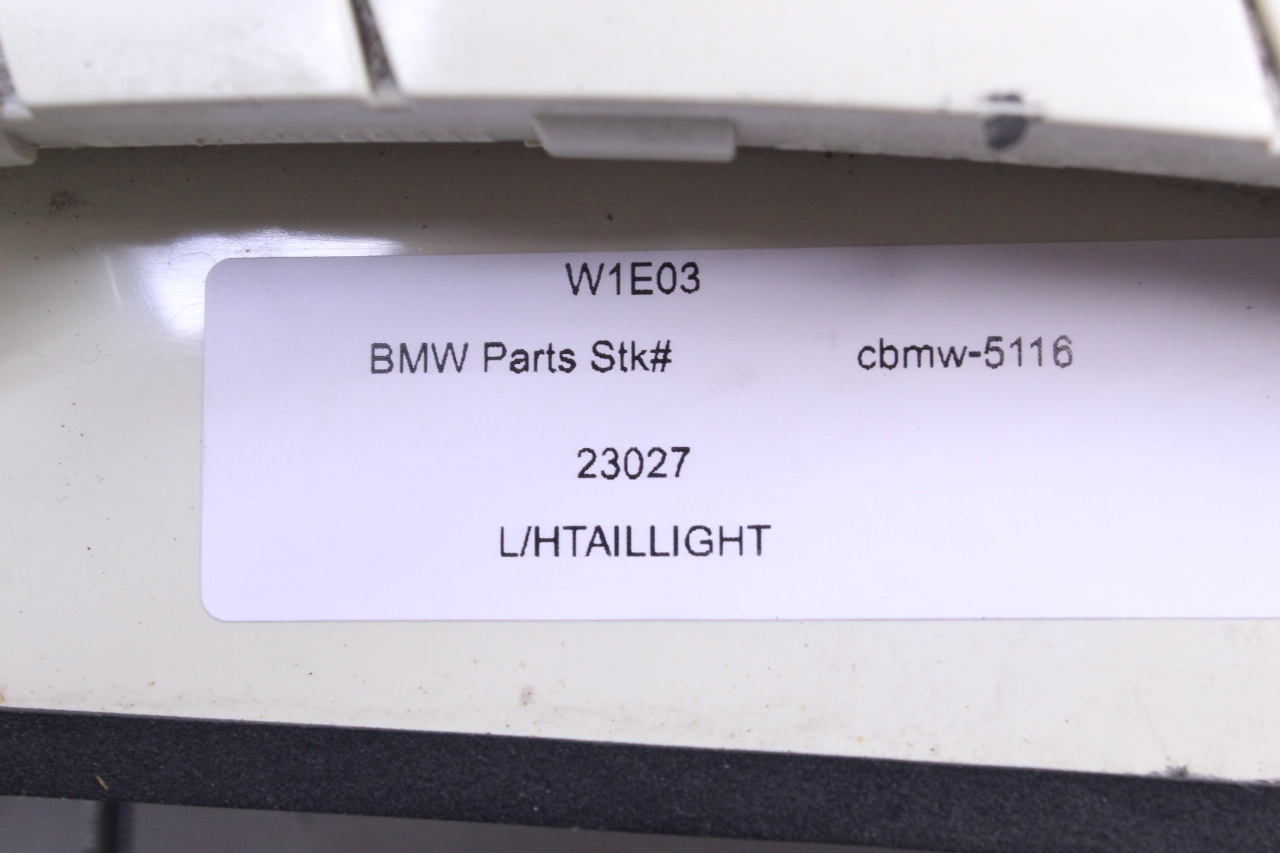 W1E03
BMW Parts Stk# cbmw-5116
23027
L/HTAILLIGHT